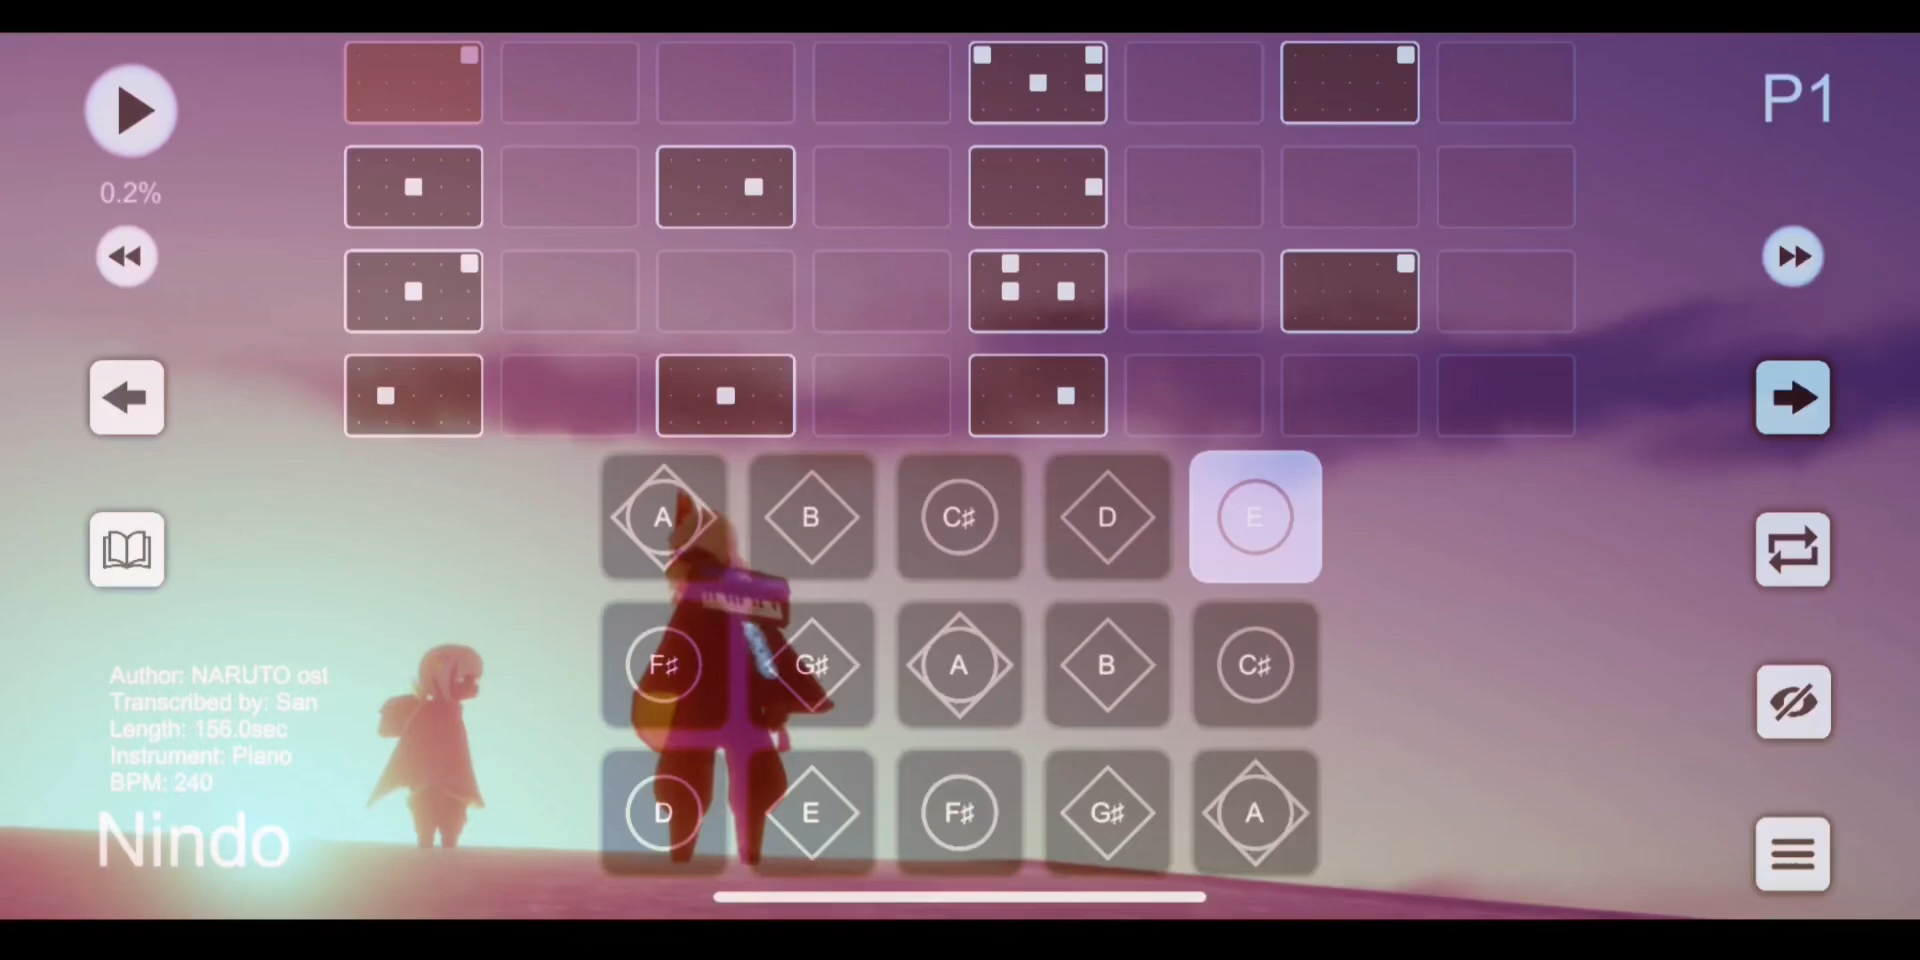 P1
0.2%
A B C♯ D E
F♯ G♯ A B C♯
D E F♯ G♯ A
Author: NARUTO ost
Transcribed by: San
Length: 156.0sec
Instrument: Piano
BPM: 240
Nindo